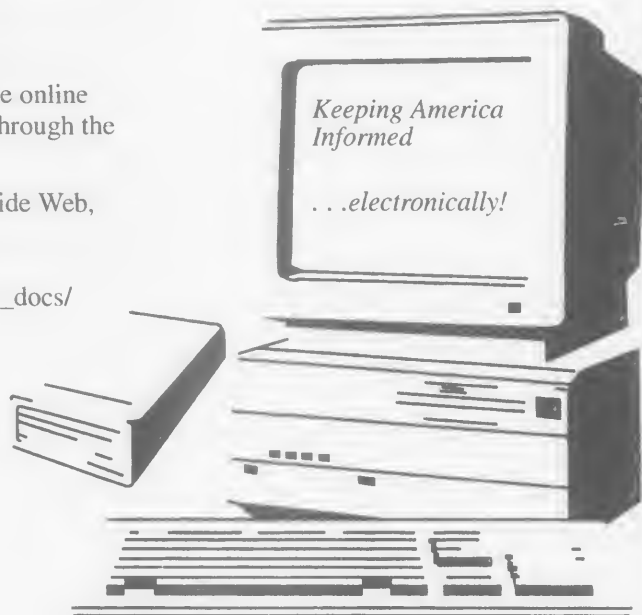 e online
hrough the
ide Web,
_docs/
Keeping America
Informed
. . .electronically!